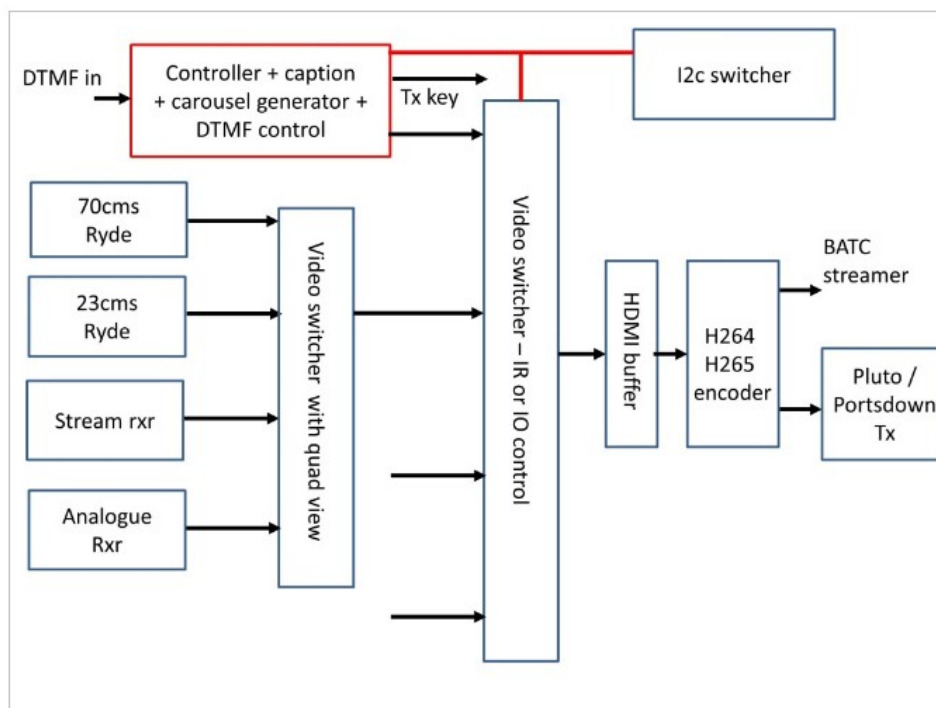 DTMF in
Controller + caption
+ carousel generator +
DTMF control
Tx key
I2c switcher
70cms
Ryde
23cms
Ryde
Stream rxr
Analogue
Rxr
Video switcher with quad view
Video switcher – IR or IO control
HDMI buffer
H264
H265
encoder
BATC
streamer
Pluto /
Portsdown
Tx